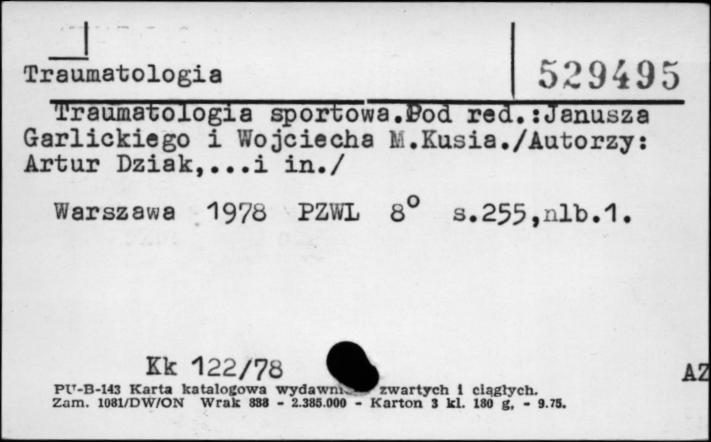 Traumatologia
529495
Traumatologia sportowa.Pod red.:Janusza
Garlickiego i Wojciecha M.Kusia./Autorzy:
Artur Dziak,...i in./
Warszawa 1978 PZWL 8° s.255,nlb.1.
Kk 122/78
AZ
PU-B-143 Karta katalogowa wydawni zwartych i ciągłych.
Zam. 1081/DW/ON Wrak 888 - 2.385.000 - Karton 3 kl. 180 g. - 9.75.